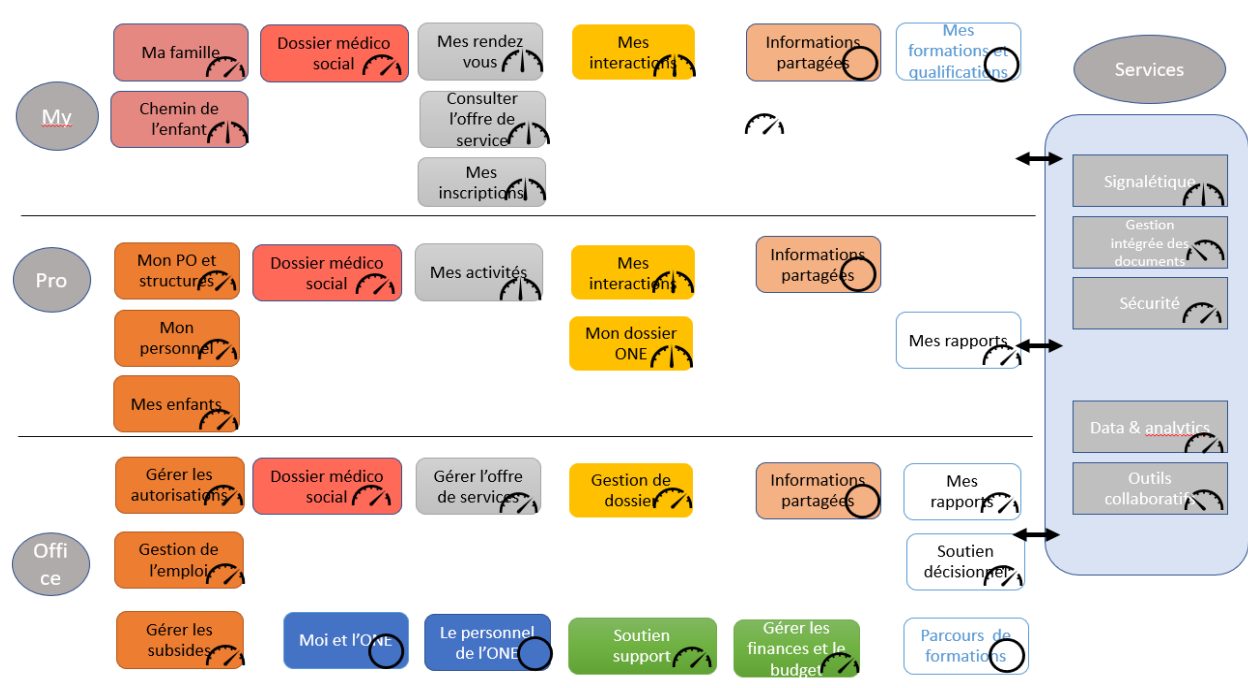 Ma famille
Dossier médico
social
Mes rendez
vous
Mes
interactions
Informations
partagées
Mes
formations et
qualifications
Services
My
Chemin de
l'enfant
Consulter
l'offre de
service
Mes
inscriptions
Signalétique
Gestion
intégrée des
documents
Sécurité
Pro
Mon PO et
structures
Dossier médico
social
Mes activités
Mes
interactions
Informations
partagées
Mon
personnel
Mon dossier
ONE
Mes rapports
Mes enfants
Data & analytics
Outils
collaboratifs
Gérer les
autorisations
Dossier médico
social
Gérer l'offre
de services
Gestion de
dossier
Informations
partagées
Mes
rapports
Offi
ce
Gestion de
l'emploi
Soutien
décisionnel
Gérer les
subsides
Moi et l'ONE
Le personnel
de l'ONE
Soutien
support
Gérer les
finances et le
budget
Parcours de
formations